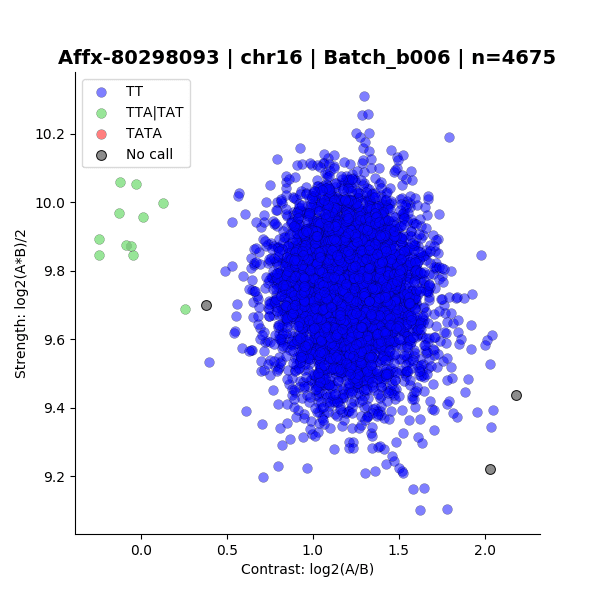 Affx-80298093 | chr16 | Batch_b006 | n=4675
TT
TTA|TAT
TATA
No call
Strength: log2(A*B)/2
10.2
10.0
9.8
9.6
9.4
9.2
0.0 0.5 1.0 1.5 2.0
Contrast: log2(A/B)